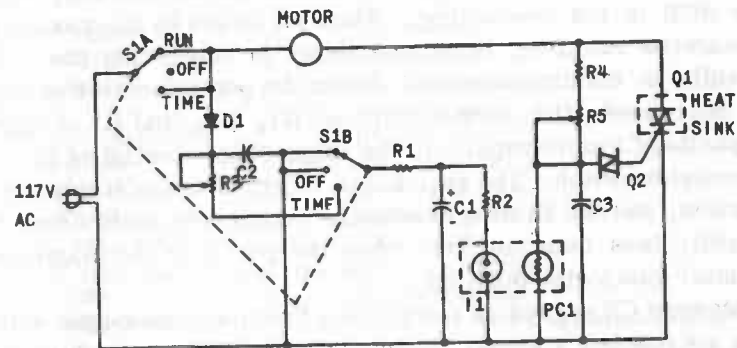 MOTOR
S1A
RUN
OFF
TIME
D1
C2
R3
S1B
OFF
TIME
R1
C1
R2
I1
PC1
R4
R5
C3
Q1
Q2
HEAT
SINK
117V
AC